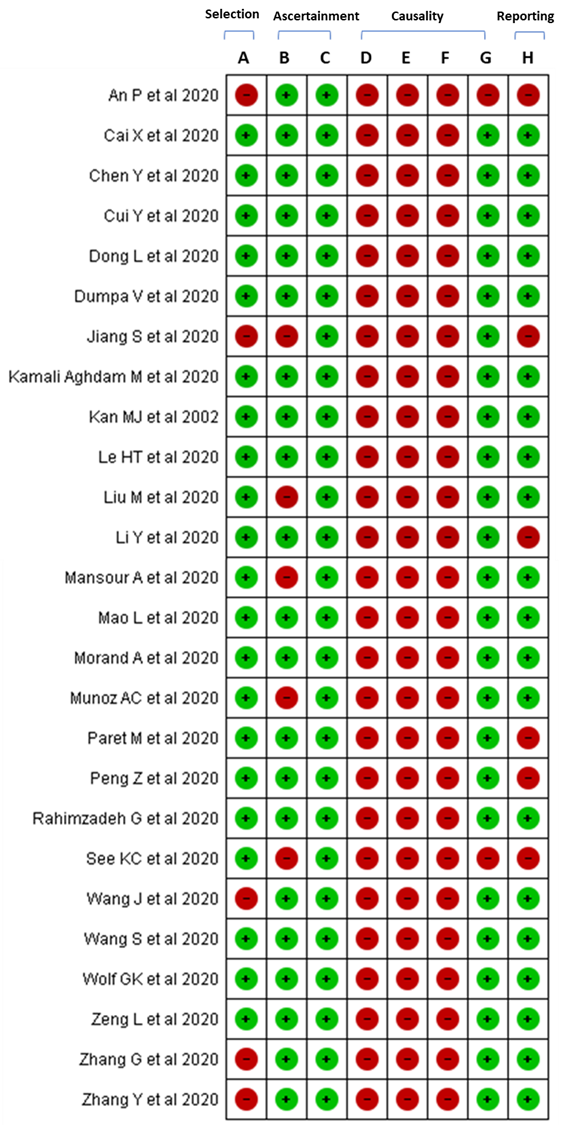 Selection Ascertainment Causality Reporting
A B C D E F G H
An P et al 2020 - + + - - - - -
Cai X et al 2020 + + + - - - + +
Chen Y et al 2020 + + + - - - + +
Cui Y et al 2020 + + + - - - + +
Dong L et al 2020 + + + - - - + +
Dumpa V et al 2020 + + + - - - + +
Jiang S et al 2020 - - + - - - + -
Kamali Aghdam M et al 2020 + + + - - - + +
Kan MJ et al 2002 + + + - - - + +
Le HT et al 2020 + + + - - - + +
Liu M et al 2020 + - + - - - + +
Li Y et al 2020 + + + - - - + -
Mansour A et al 2020 + - + - - - + +
Mao L et al 2020 + + + - - - + +
Morand A et al 2020 + + + - - - + +
Munoz AC et al 2020 + - + - - - + +
Paret M et al 2020 + + + - - - + -
Peng Z et al 2020 + + + - - - + -
Rahimzadeh G et al 2020 + + + - - - + +
See KC et al 2020 + - + - - - - -
Wang J et al 2020 - + + - - - + +
Wang S et al 2020 + + + - - - + +
Wolf GK et al 2020 + + + - - - + +
Zeng L et al 2020 + + + - - - + +
Zhang G et al 2020 - + + - - - + +
Zhang Y et al 2020 - + + - - - + +